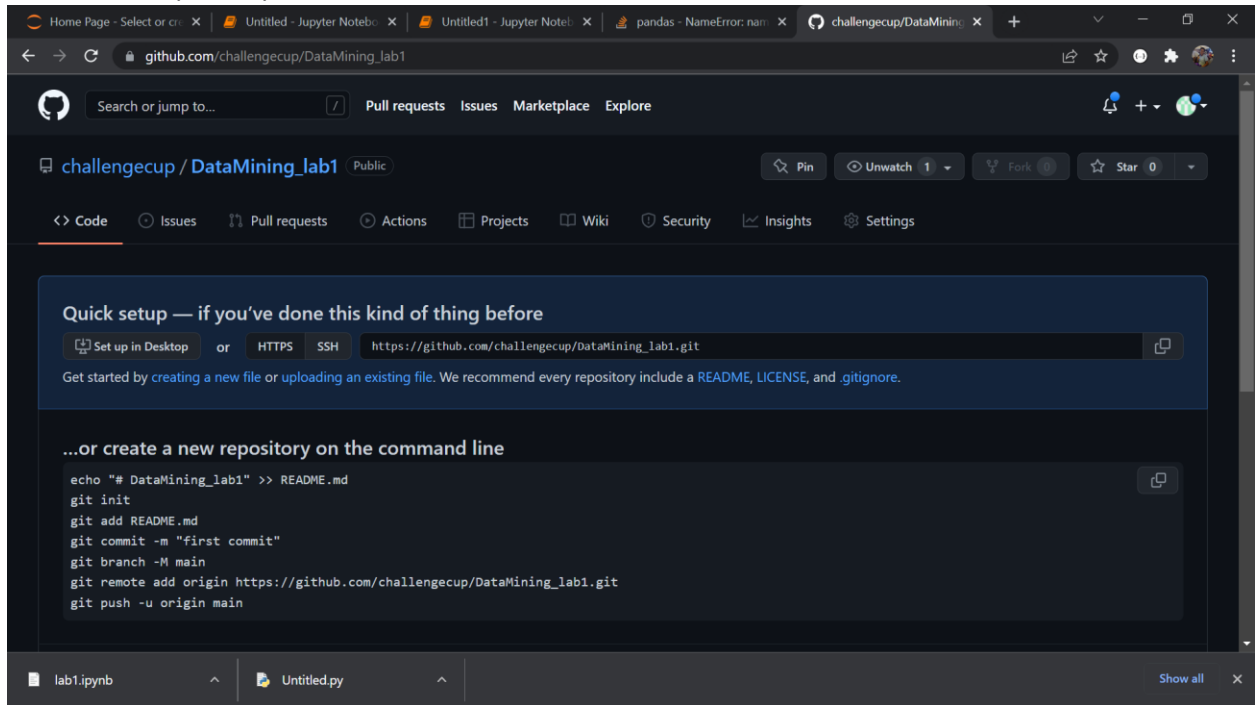 Home Page - Select or cre
Untitled - Jupyter Notebo
Untitled1 - Jupyter Noteb
pandas - NameError: nam
challengecup/DataMining
github.com/challengecup/DataMining_lab1
Search or jump to...
/
Pull requests Issues Marketplace Explore
challengecup / DataMining_lab1 Public
Pin
Unwatch 1
Fork 0
Star 0
<> Code Issues Pull requests Actions Projects Wiki Security Insights Settings
Quick setup — if you've done this kind of thing before
Set up in Desktop or HTTPS SSH https://github.com/challengecup/DataMining_lab1.git
Get started by creating a new file or uploading an existing file. We recommend every repository include a README, LICENSE, and .gitignore.
...or create a new repository on the command line
echo "# DataMining_lab1" >> README.md
git init
git add README.md
git commit -m "first commit"
git branch -M main
git remote add origin https://github.com/challengecup/DataMining_lab1.git
git push -u origin main
lab1.ipynb
Untitled.py
Show all